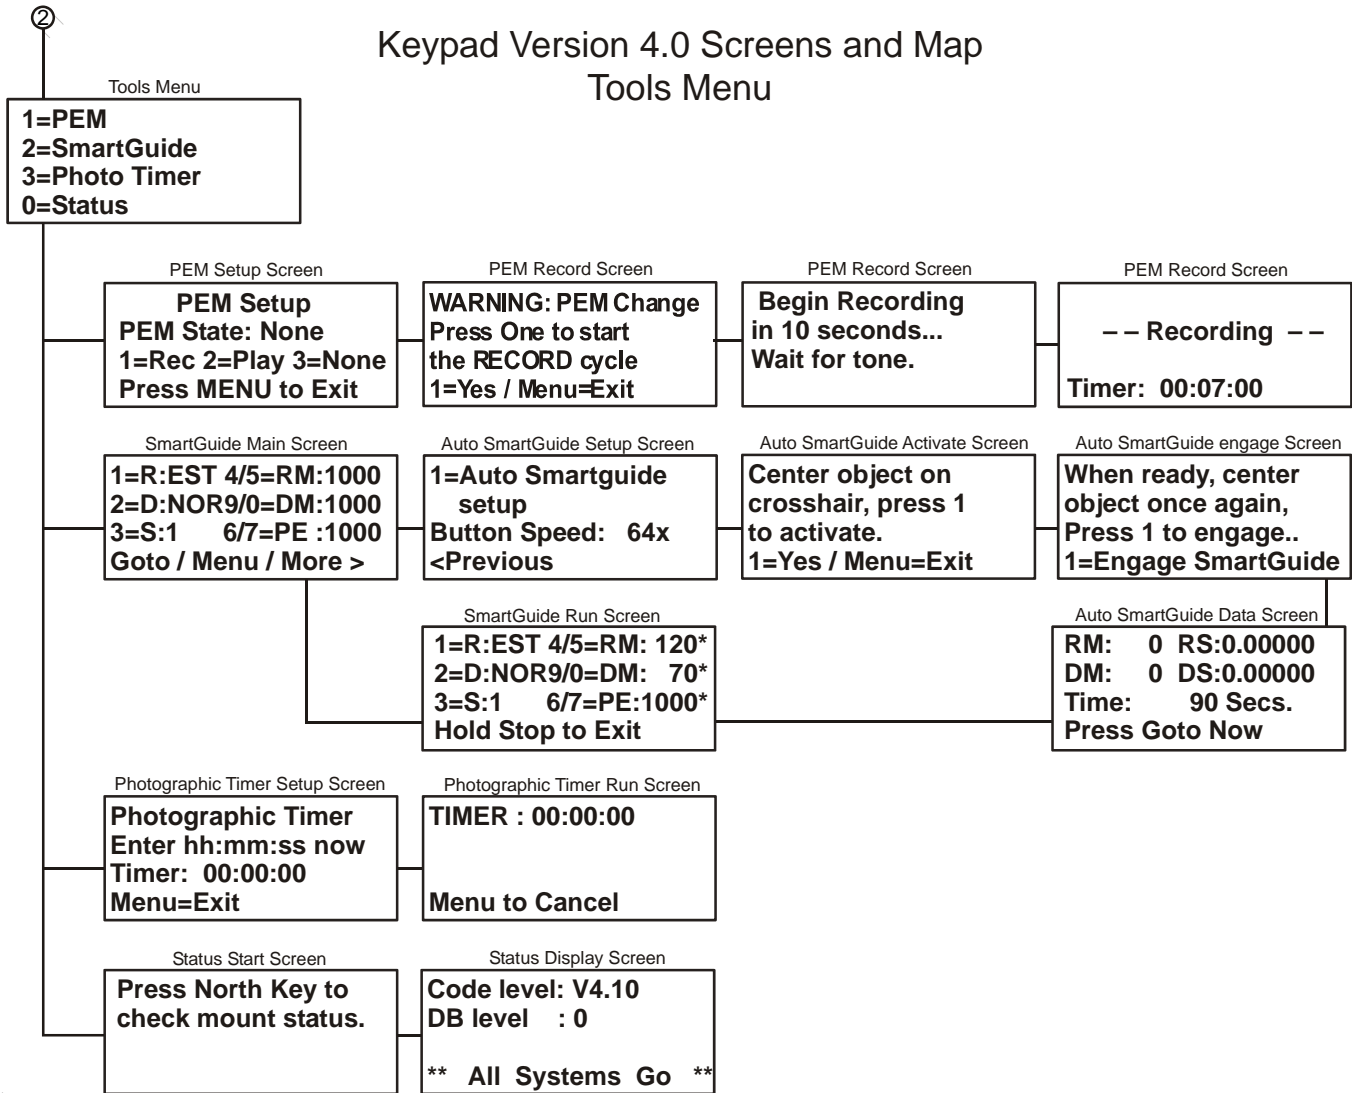 2
Keypad Version 4.0 Screens and Map
Tools Menu
Tools Menu
1=PEM
2=SmartGuide
3=Photo Timer
0=Status
PEM Setup Screen
PEM Setup
PEM State: None
1=Rec 2=Play 3=None
Press MENU to Exit
PEM Record Screen
WARNING: PEM Change
Press One to start
the RECORD cycle
1=Yes / Menu=Exit
PEM Record Screen
Begin Recording
in 10 seconds...
Wait for tone.
PEM Record Screen
– – Recording – –
Timer: 00:07:00
SmartGuide Main Screen
1=R:EST 4/5=RM:1000
2=D:NOR9/0=DM:1000
3=S:1 6/7=PE :1000
Goto / Menu / More >
Auto SmartGuide Setup Screen
1=Auto Smartguide
setup
Button Speed: 64x
<Previous
Auto SmartGuide Activate Screen
Center object on
crosshair, press 1
to activate.
1=Yes / Menu=Exit
Auto SmartGuide engage Screen
When ready, center
object once again,
Press 1 to engage..
1=Engage SmartGuide
SmartGuide Run Screen
1=R:EST 4/5=RM: 120*
2=D:NOR9/0=DM: 70*
3=S:1 6/7=PE:1000*
Hold Stop to Exit
Auto SmartGuide Data Screen
RM: 0 RS:0.00000
DM: 0 DS:0.00000
Time: 90 Secs.
Press Goto Now
Photographic Timer Setup Screen
Photographic Timer
Enter hh:mm:ss now
Timer: 00:00:00
Menu=Exit
Photographic Timer Run Screen
TIMER : 00:00:00
Menu to Cancel
Status Start Screen
Press North Key to
check mount status.
Status Display Screen
Code level: V4.10
DB level : 0
** All Systems Go **